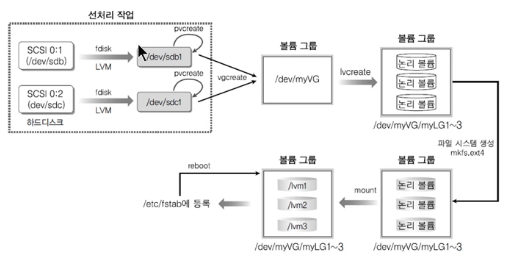 선처리 작업
pvcreate
SCSI 0:1
(/dev/sdb)
fdisk
LVM
/dev/sdb1
pvcreate
SCSI 0:2
(dev/sdc)
fdisk
LVM
/dev/sdc1
하드디스크
vgcreate
볼륨 그룹
/dev/myVG
lvcreate
볼륨 그룹
논리 볼륨
논리 볼륨
논리 볼륨
/dev/myVG/myLG1~3
파일 시스템 생성
mkfs.ext4
볼륨 그룹
논리 볼륨
논리 볼륨
논리 볼륨
/dev/myVG/myLG1~3
mount
볼륨 그룹
/lvm1
/lvm2
/lvm3
/dev/myVG/myLG1~3
reboot
/etc/fstab에 등록